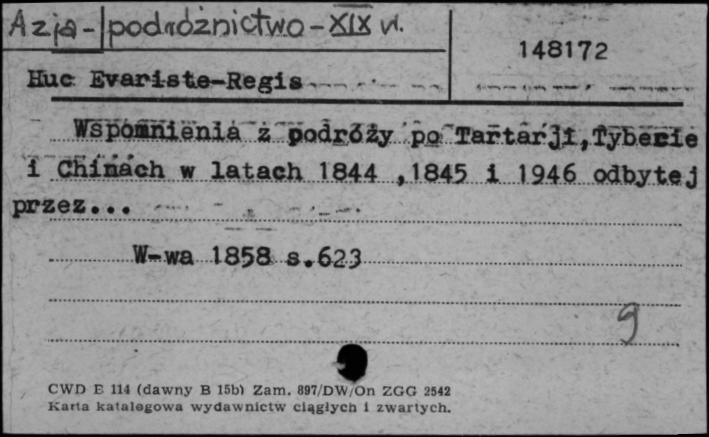 Azja - podróżnictwo - XIX w.
148172
Huc Evariste-Regis
Wspomnienia z podróży po Tartarji, Tybecie
i Chinach w latach 1844 ,1845 i 1946 odbytej
przez...
W-wa 1858 s.623
9
CWD E 114 (dawny B 15b) Zam. 897/DW/On ZGG 2542
Karta katalogowa wydawnictw ciągłych i zwartych.